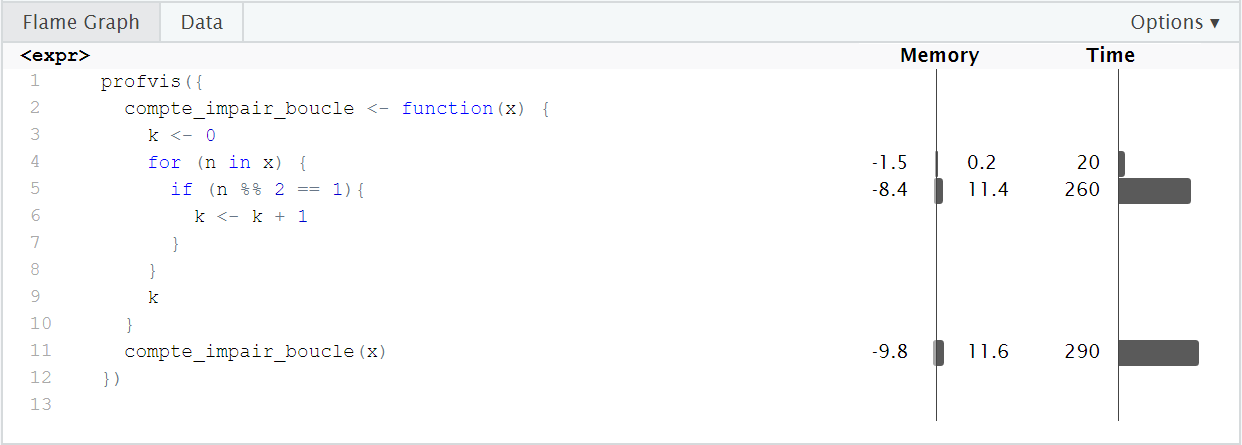 Flame Graph Data Options ▼
<expr> Memory Time
1 profvis({
2 compte_impair_boucle <- function(x) {
3 k <- 0
4 for (n in x) { -1.5 0.2 20
5 if (n %% 2 == 1){ -8.4 11.4 260
6 k <- k + 1
7 }
8 }
9 k
10 }
11 compte_impair_boucle(x) -9.8 11.6 290
12 })
13